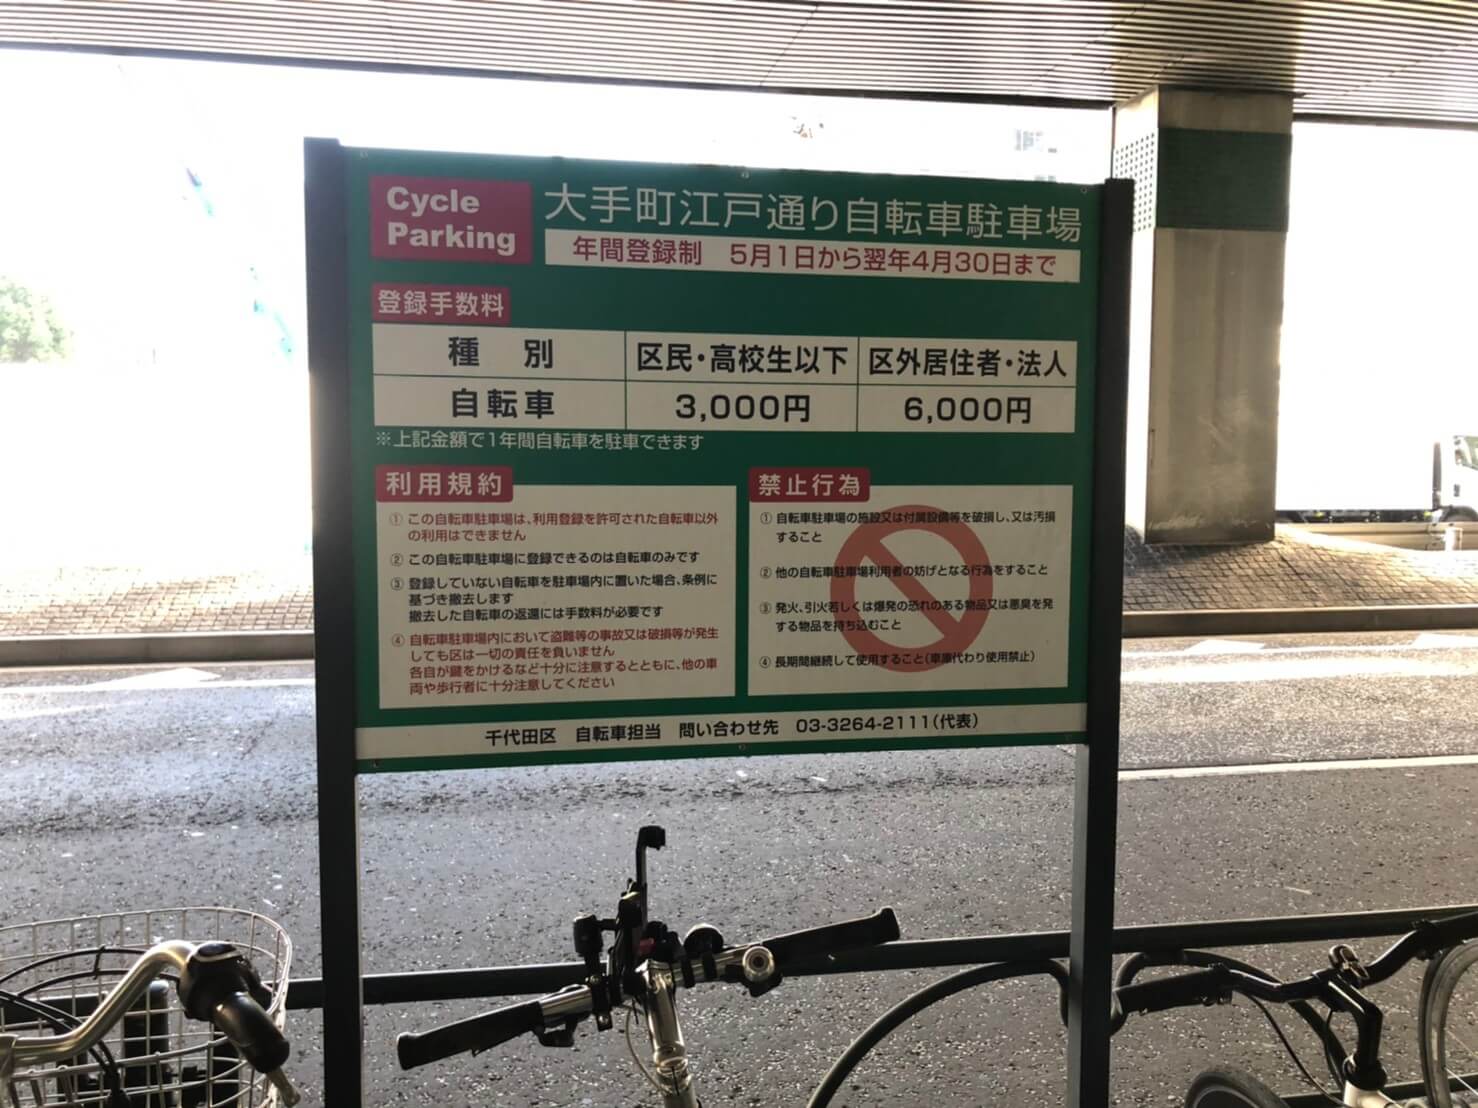 Cycle
Parking
大手町江戸通り自転車駐車場
年間登録制 5月1日から翌年4月30日まで
登録手数料
種 別 区民・高校生以下 区外居住者・法人
自転車 3,000円 6,000円
※上記金額で1年間自転車を駐車できます
利用規約
① この自転車駐車場は、利用登録を許可された自転車以外
の利用はできません
② この自転車駐車場に登録できるのは自転車のみです
③ 登録していない自転車を駐車場内に置いた場合、条例に
基づき撤去します
撤去した自転車の返還には手数料が必要です
④ 自転車駐車場内において盗難等の事故又は破損等が発生
しても区は一切の責任を負いません
各自が鍵をかけるなど十分に注意するとともに、他の車
両や歩行者に十分注意してください
禁止行為
① 自転車駐車場の施設又は付属設備等を破損し、又は汚損
すること
② 他の自転車駐車場利用者の妨げとなる行為をすること
③ 発火、引火若しくは爆発の恐れのある物品又は悪臭を発
する物品を持ち込むこと
④ 長期間継続して使用すること(車庫代わり使用禁止)
千代田区 自転車担当 問い合わせ先 03-3264-2111(代表)